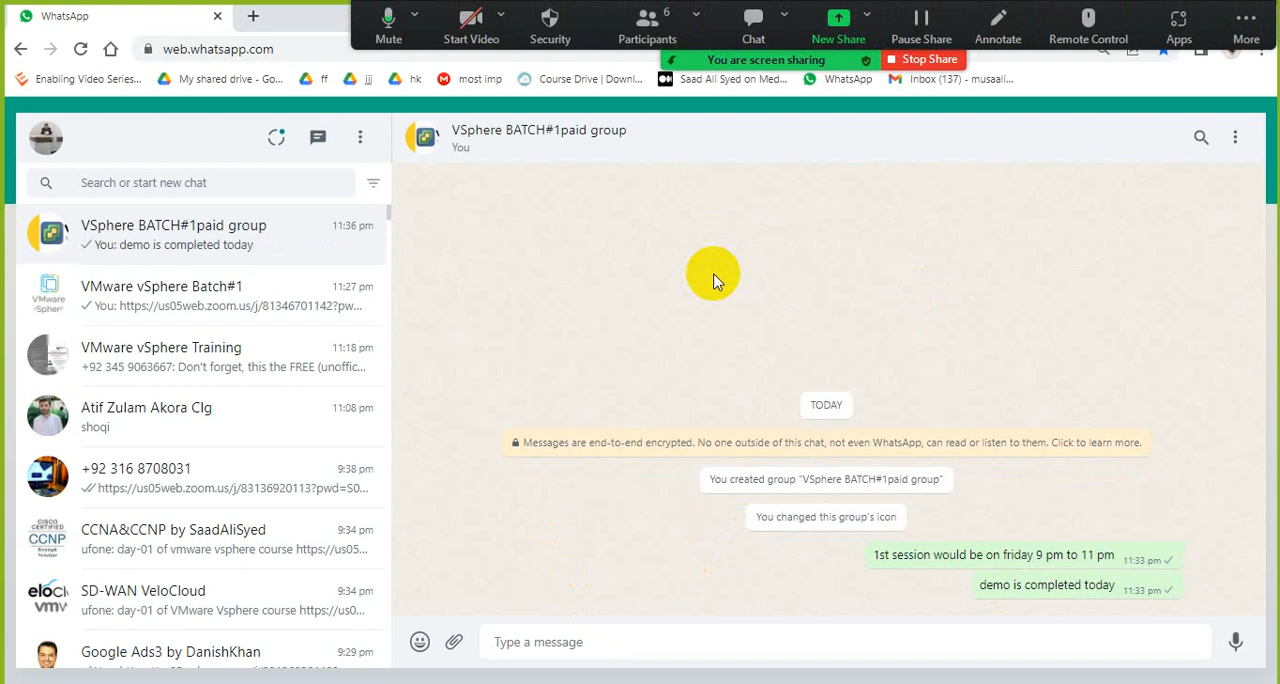 WhatsApp
Mute
Start Video
Security
6
Participants
Chat
New Share
Pause Share
Annotate
Remote Control
Apps
More
web.whatsapp.com
You are screen sharing
Stop Share
Enabling Video Series...
My shared drive - Go...
ff
jjj
hk
most imp
Course Drive | Downl...
Saad Ali Syed on Med...
WhatsApp
Inbox (137) - musaali...
VSphere BATCH#1paid group
You
Search or start new chat
VSphere BATCH#1paid group
11:36 pm
You: demo is completed today
VMware vSphere Batch#1
11:27 pm
You: https://us05web.zoom.us/j/81346701142?pw...
VMware vSphere Training
11:18 pm
+92 345 9063667: Don't forget, this the FREE (unoffic...
Atif Zulam Akora Clg
11:08 pm
shoqi
+92 316 8708031
9:38 pm
https://us05web.zoom.us/j/83136920113?pwd=S0...
CCNA&CCNP by SaadAliSyed
9:34 pm
ufone: day-01 of vmware vsphere course https://us05...
SD-WAN VeloCloud
9:34 pm
ufone: day-01 of VMware Vsphere course https://us0...
Google Ads3 by DanishKhan
9:29 pm
TODAY
Messages are end-to-end encrypted. No one outside of this chat, not even WhatsApp, can read or listen to them. Click to learn more.
You created group "VSphere BATCH#1paid group"
You changed this group's icon
1st session would be on friday 9 pm to 11 pm
11:33 pm
demo is completed today
11:33 pm
Type a message